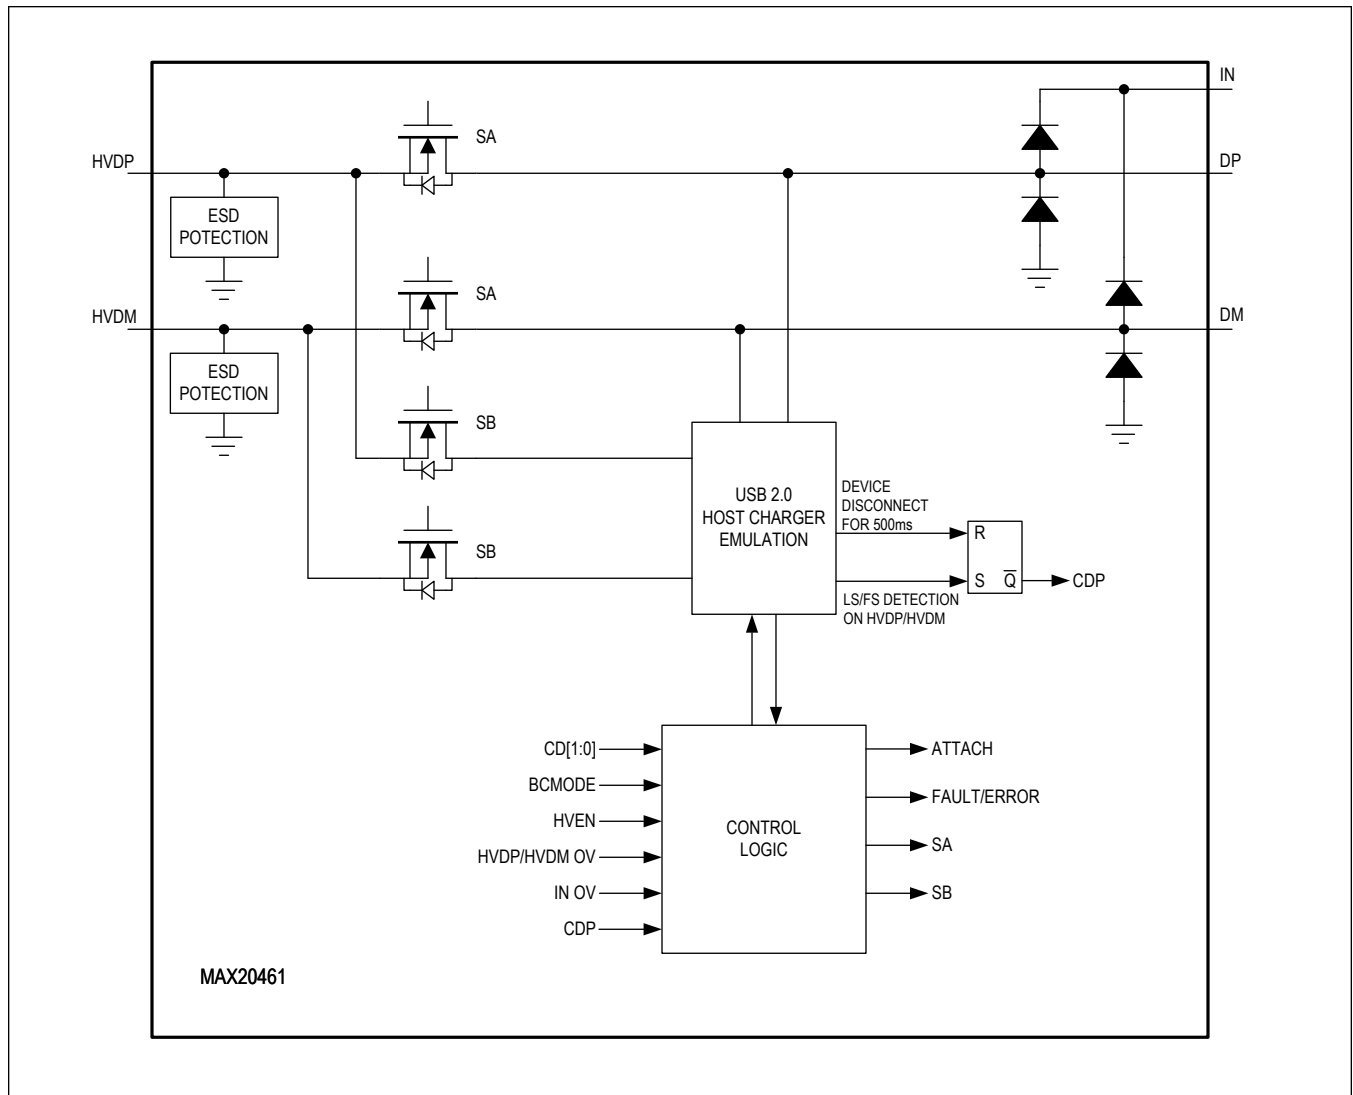 IN
SA
HVDP
DP
ESD
POTECTION
SA
HVDM
DM
ESD
POTECTION
SB
USB 2.0
HOST CHARGER
EMULATION
DEVICE
DISCONNECT
FOR 500ms
R
SB
S Q̅
CDP
LS/FS DETECTION
ON HVDP/HVDM
CD[1:0]
BCMODE
HVEN
HVDP/HVDM OV
IN OV
CDP
CONTROL
LOGIC
ATTACH
FAULT/ERROR
SA
SB
MAX20461